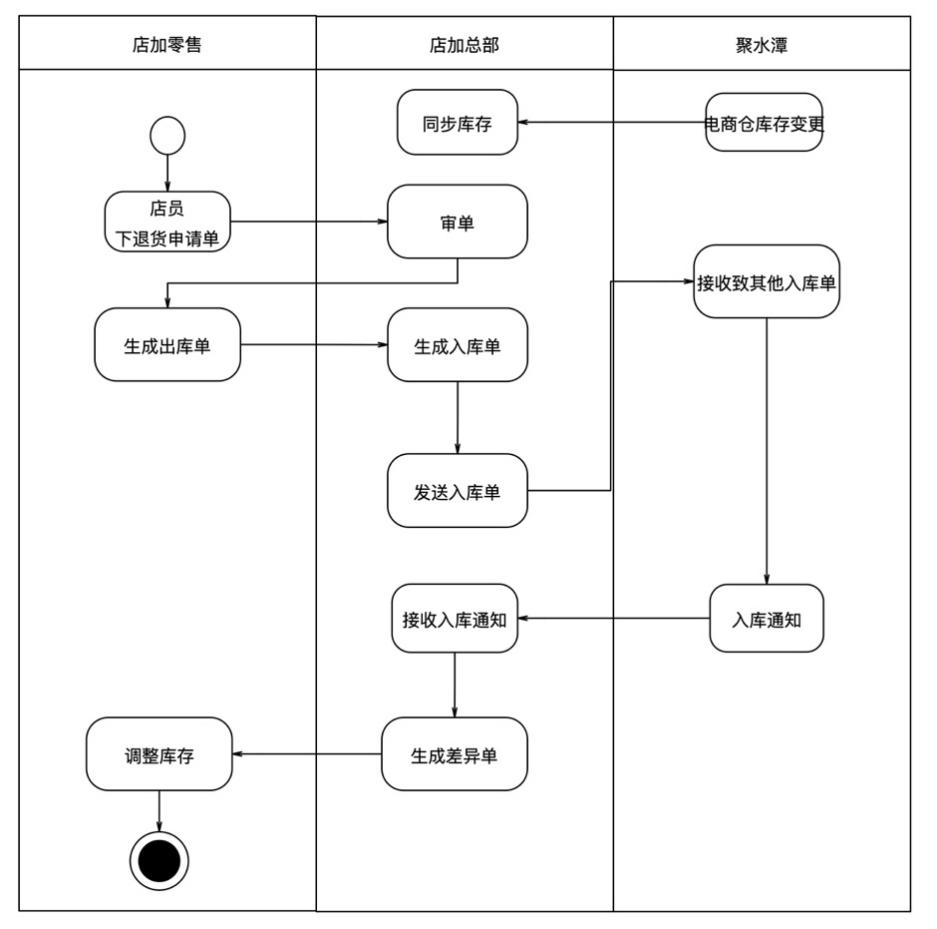 店加零售
店加总部
聚水潭
同步库存
电商仓库存变更
店员
下退货申请单
审单
接收致其他入库单
生成出库单
生成入库单
发送入库单
接收入库通知
入库通知
调整库存
生成差异单